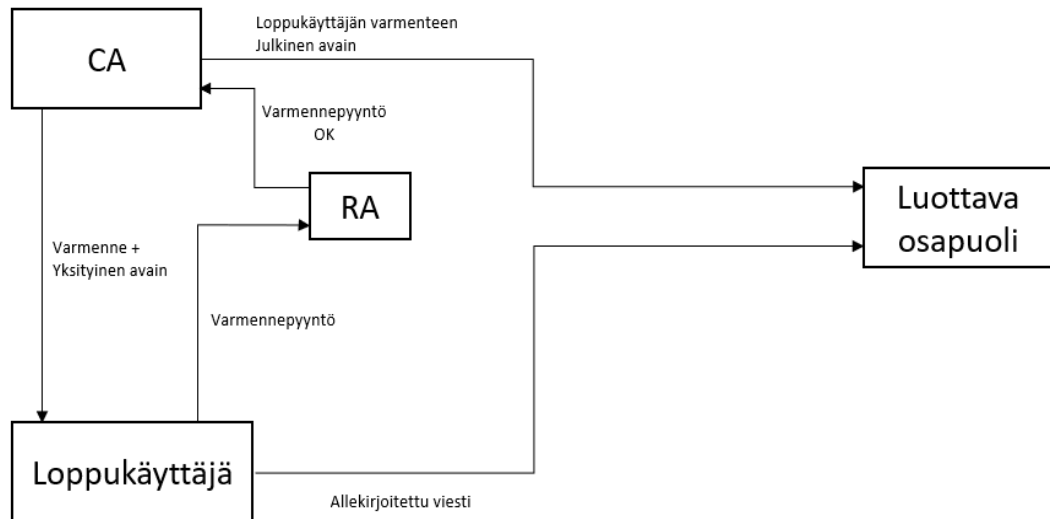 Loppukäyttäjän varmenteen
Julkinen avain
CA
Varmennepyyntö
OK
RA
Luottava
osapuoli
Varmenne +
Yksityinen avain
Varmennepyyntö
Loppukäyttäjä
Allekirjoitettu viesti